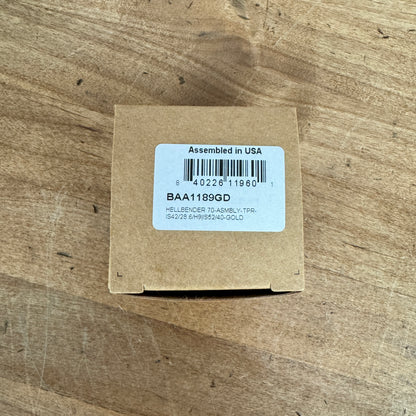 Assembled in USA
8 40226 11960 1
BAA1189GD
HELLBENDER 70-ASMBLY-TPR-
IS42/28.6/H9/IS52/40-GOLD